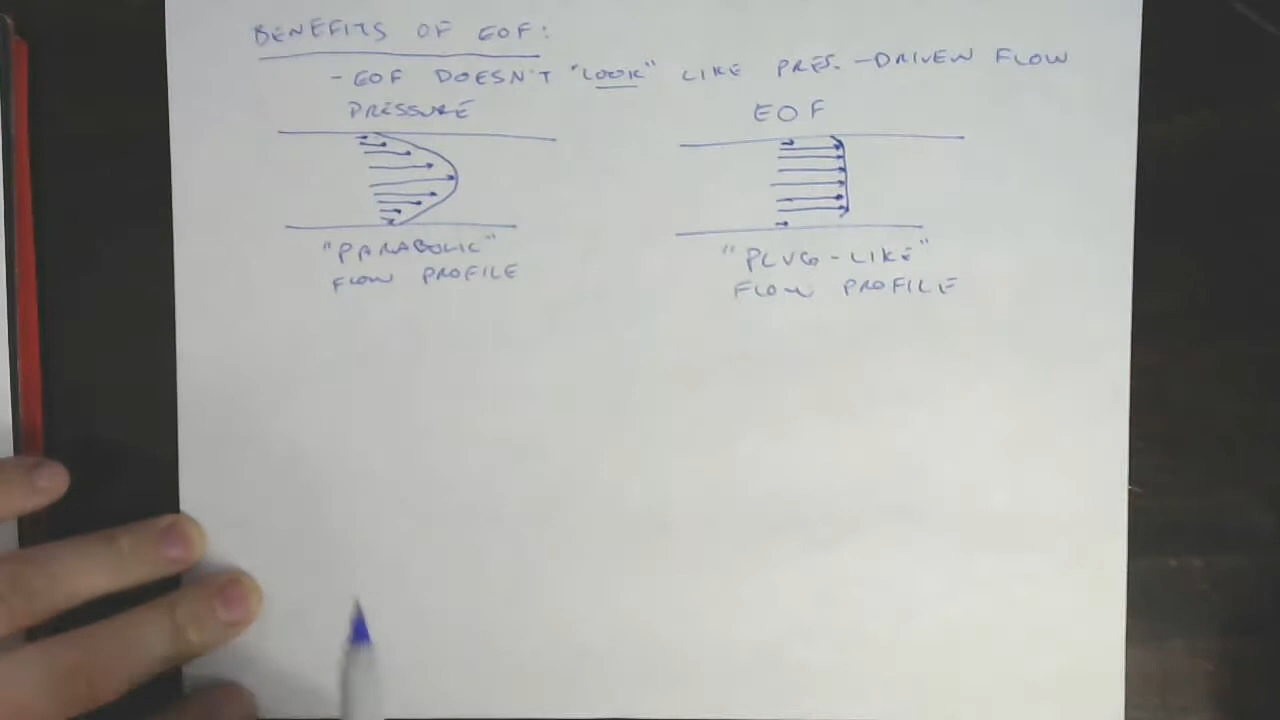 BENEFITS OF EOF:
- EOF DOESN'T "LOOK" LIKE PRES.-DRIVEN FLOW
PRESSURE
EOF
"PARABOLIC"
FLOW PROFILE
"PLUG-LIKE"
FLOW PROFILE